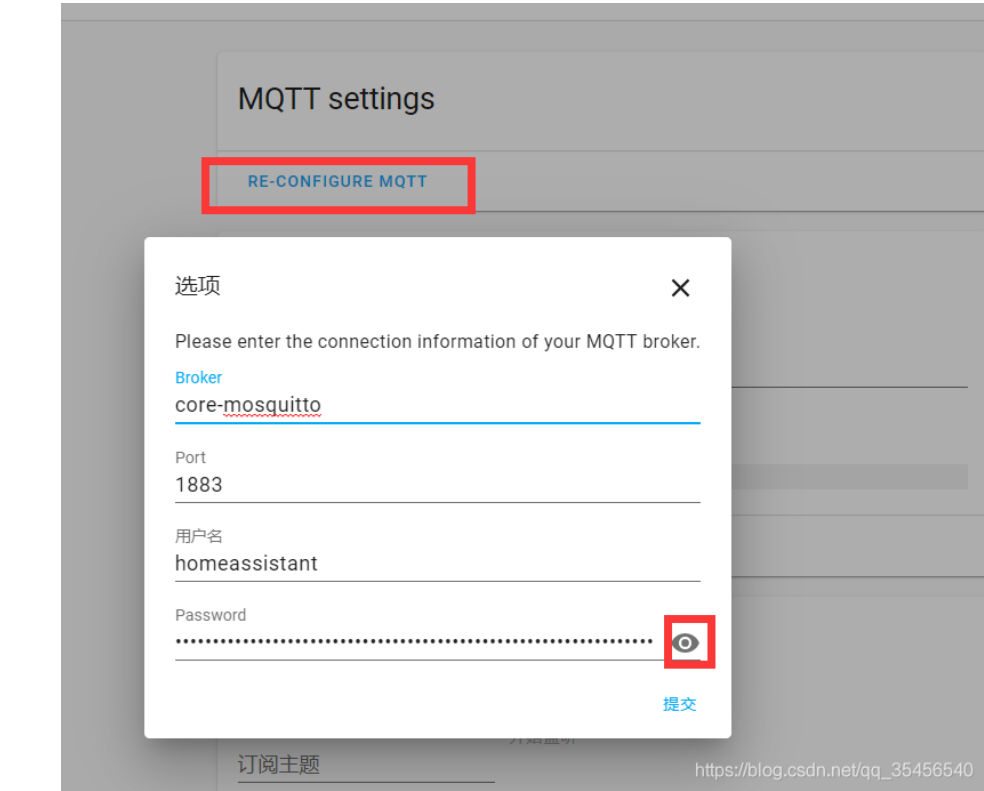 MQTT settings
RE-CONFIGURE MQTT
选项
Please enter the connection information of your MQTT broker.
Broker
core-mosquitto
Port
1883
用户名
homeassistant
Password
提交
订阅主题
https://blog.csdn.net/qq_35456540